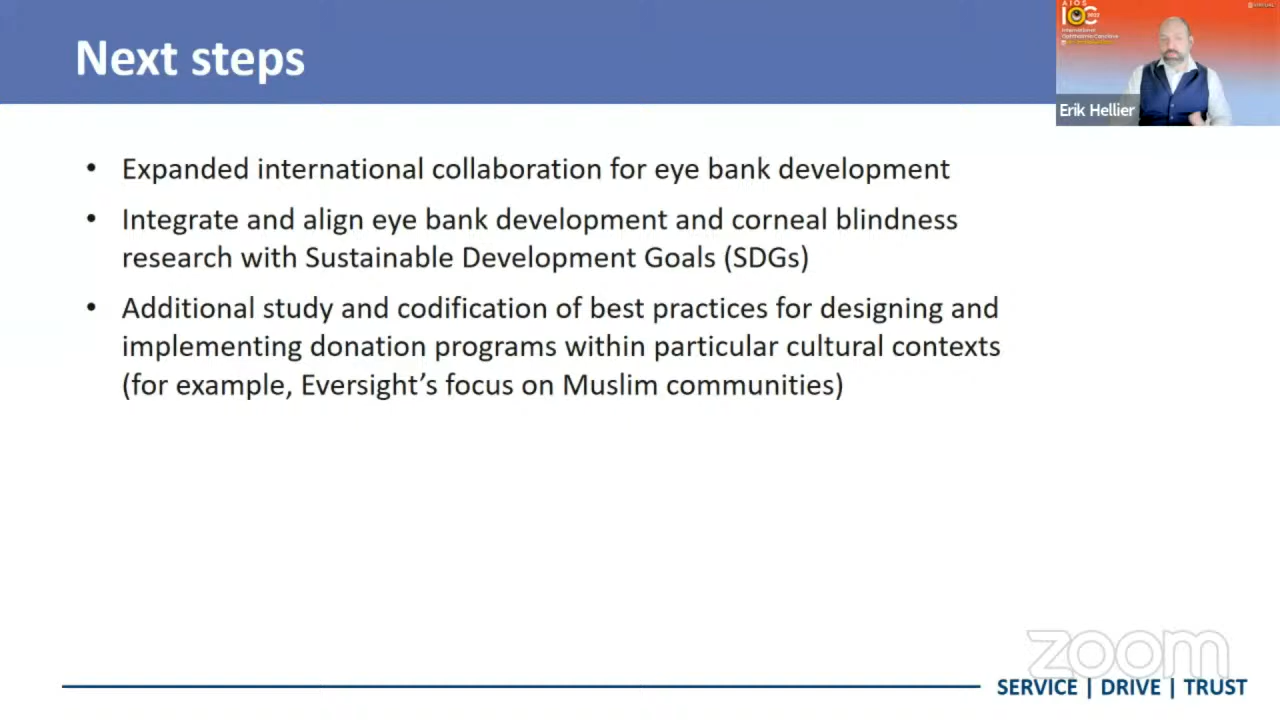 Next steps
AIOS
IOC
Erik Hellier
• Expanded international collaboration for eye bank development
• Integrate and align eye bank development and corneal blindness
research with Sustainable Development Goals (SDGs)
• Additional study and codification of best practices for designing and
implementing donation programs within particular cultural contexts
(for example, Eversight’s focus on Muslim communities)
zoom
SERVICE | DRIVE | TRUST